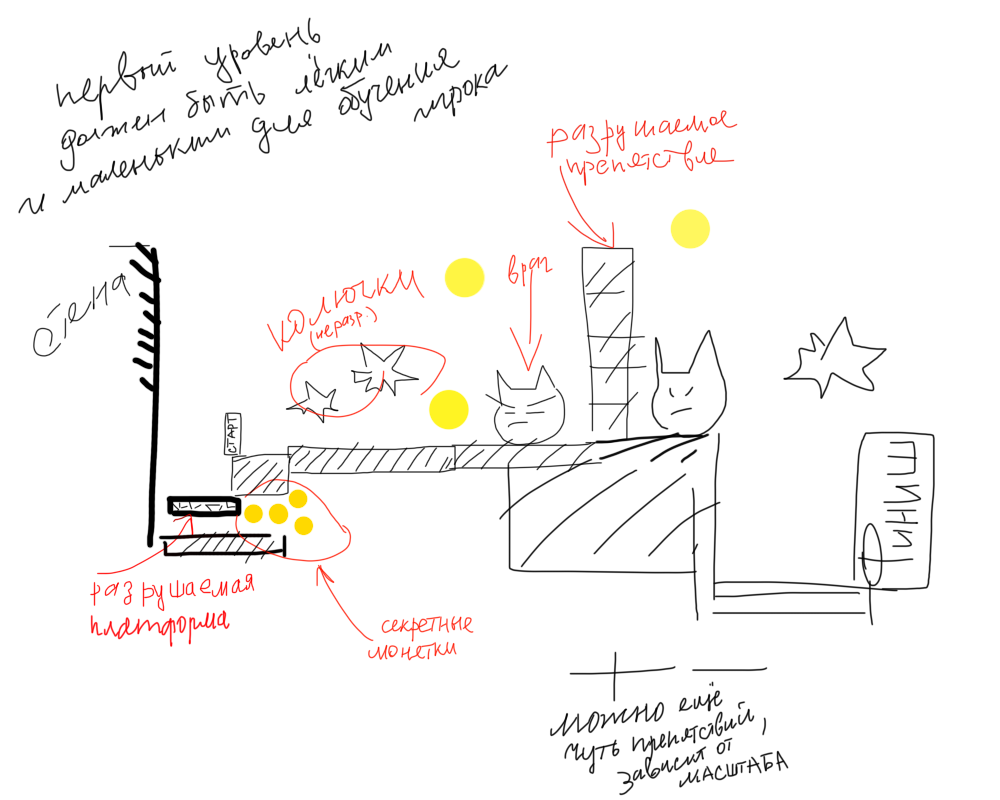 первый уровень
должен быть лёгким
и маленьким для обучения
игрока
разрушаемое
препятствие
стена
колючки
(неразр.)
враг
СТАРТ
ФИНИШ
разрушаемая
платформа
секретные
монетки
можно ещё
чуть препятствий,
зависит от
МАСШТАБА